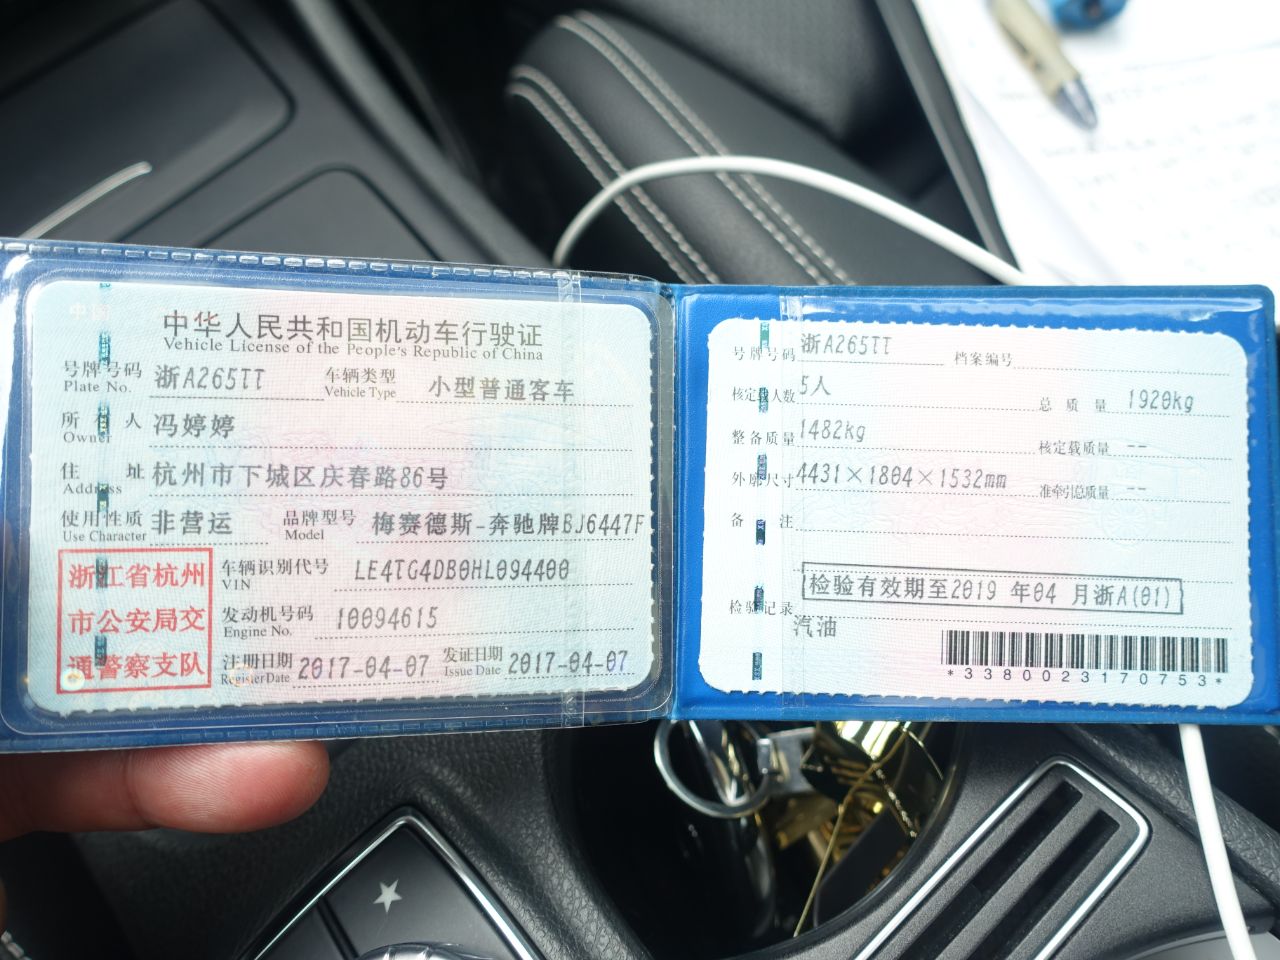 中华人民共和国机动车行驶证
Vehicle License of the People's Republic of China
号牌号码 浙A265TT 车辆类型 小型普通客车
Plate No. Vehicle Type
所有人 冯婷婷
Owner
住址 杭州市下城区庆春路86号
Address
使用性质 非营运 品牌型号 梅赛德斯-奔驰牌BJ6447F
Use Character Model
浙江省杭州
市公安局交
通警察支队
车辆识别代号 LE4TG4DB0HL094400
VIN
发动机号码 10094615
Engine No.
注册日期 2017-04-07 发证日期 2017-04-07
Register Date Issue Date
号牌号码 浙A265TT 档案编号
核定载人数 5人 总质量 1920kg
整备质量 1482kg 核定载质量 --
外廓尺寸 4431×1804×1532mm 准牵引总质量 --
备注
检验有效期至2019 年04 月浙A(01)
检验记录
汽油
*3380023170753*